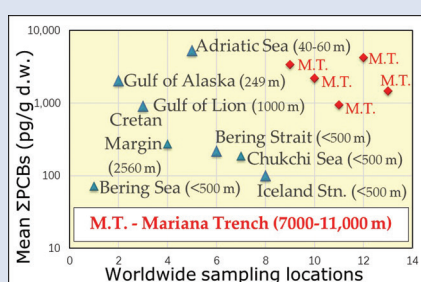 Mean ΣPCBs (pg/g d.w.)
10,000
1,000
100
10
Adriatic Sea (40-60 m)
M.T.
M.T.
M.T.
M.T.
M.T.
Gulf of Alaska (249 m)
Gulf of Lion (1000 m)
Cretan
Margin
(2560 m)
Bering Strait (<500 m)
Chukchi Sea (<500 m)
Bering Sea (<500 m)
Iceland Stn. (<500 m)
M.T. - Mariana Trench (7000-11,000 m)
0 2 4 6 8 10 12 14
Worldwide sampling locations